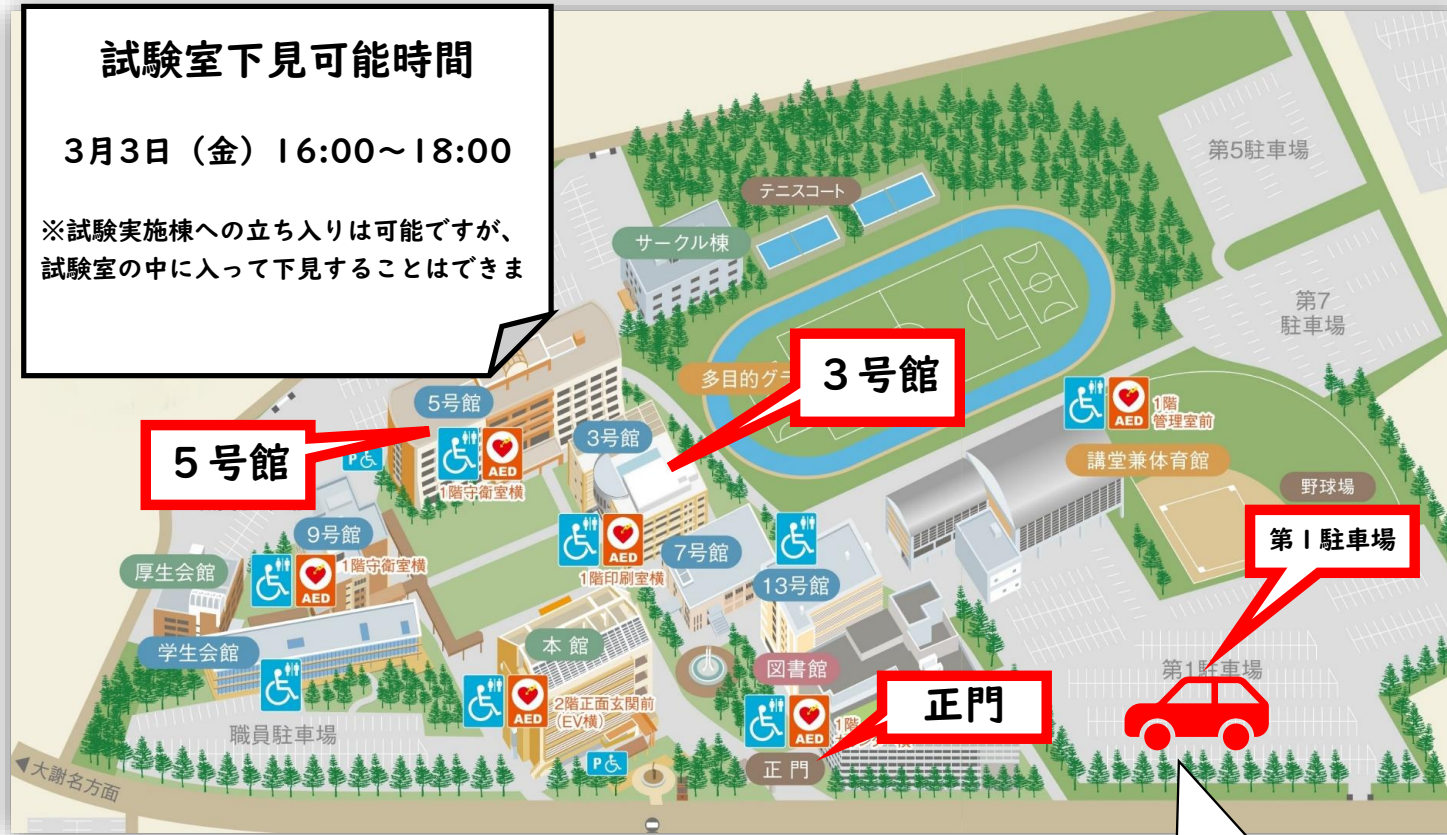 試験室下見可能時間
3月3日（金）16:00～18:00
※試験実施棟への立ち入りは可能ですが、
試験室の中に入って下見することはできま
第5駐車場
テニスコート
サークル棟
第7
駐車場
多目的グ
３号館
5号館
５号館
P
AED
1階守衛室横
3号館
AED
1階
管理室前
講堂兼体育館
野球場
第1駐車場
9号館
AED
1階守衛室横
厚生会館
学生会館
AED
1階印刷室横
7号館
13号館
本館
AED
2階正面玄関前
(EV横)
図書館
AED
1階
正門
正門
第1駐車場
職員駐車場
P
大謝名方面